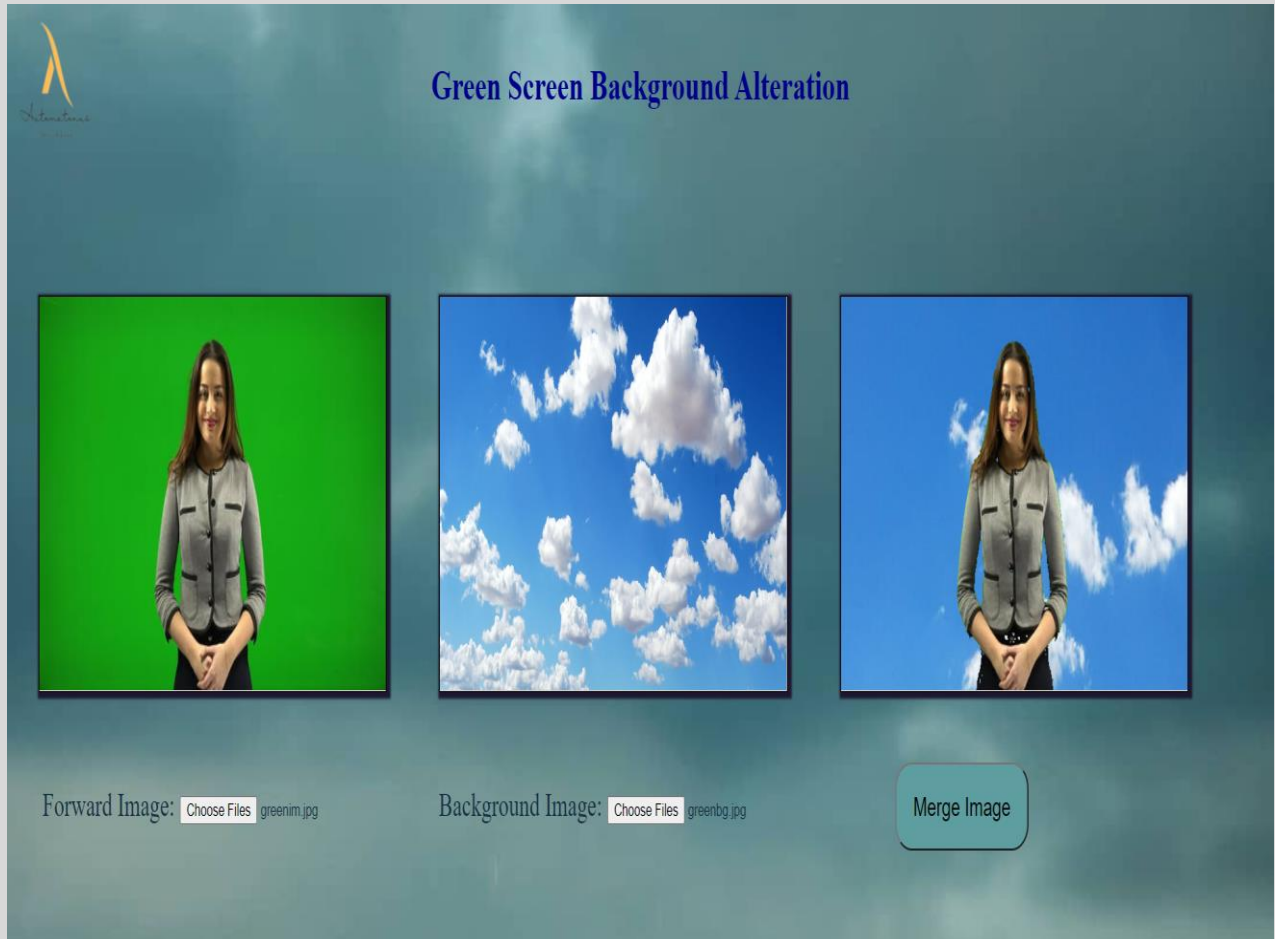 Green Screen Background Alteration
Forward Image: Choose Files greenim.jpg
Background Image: Choose Files greenbg.jpg
Merge Image